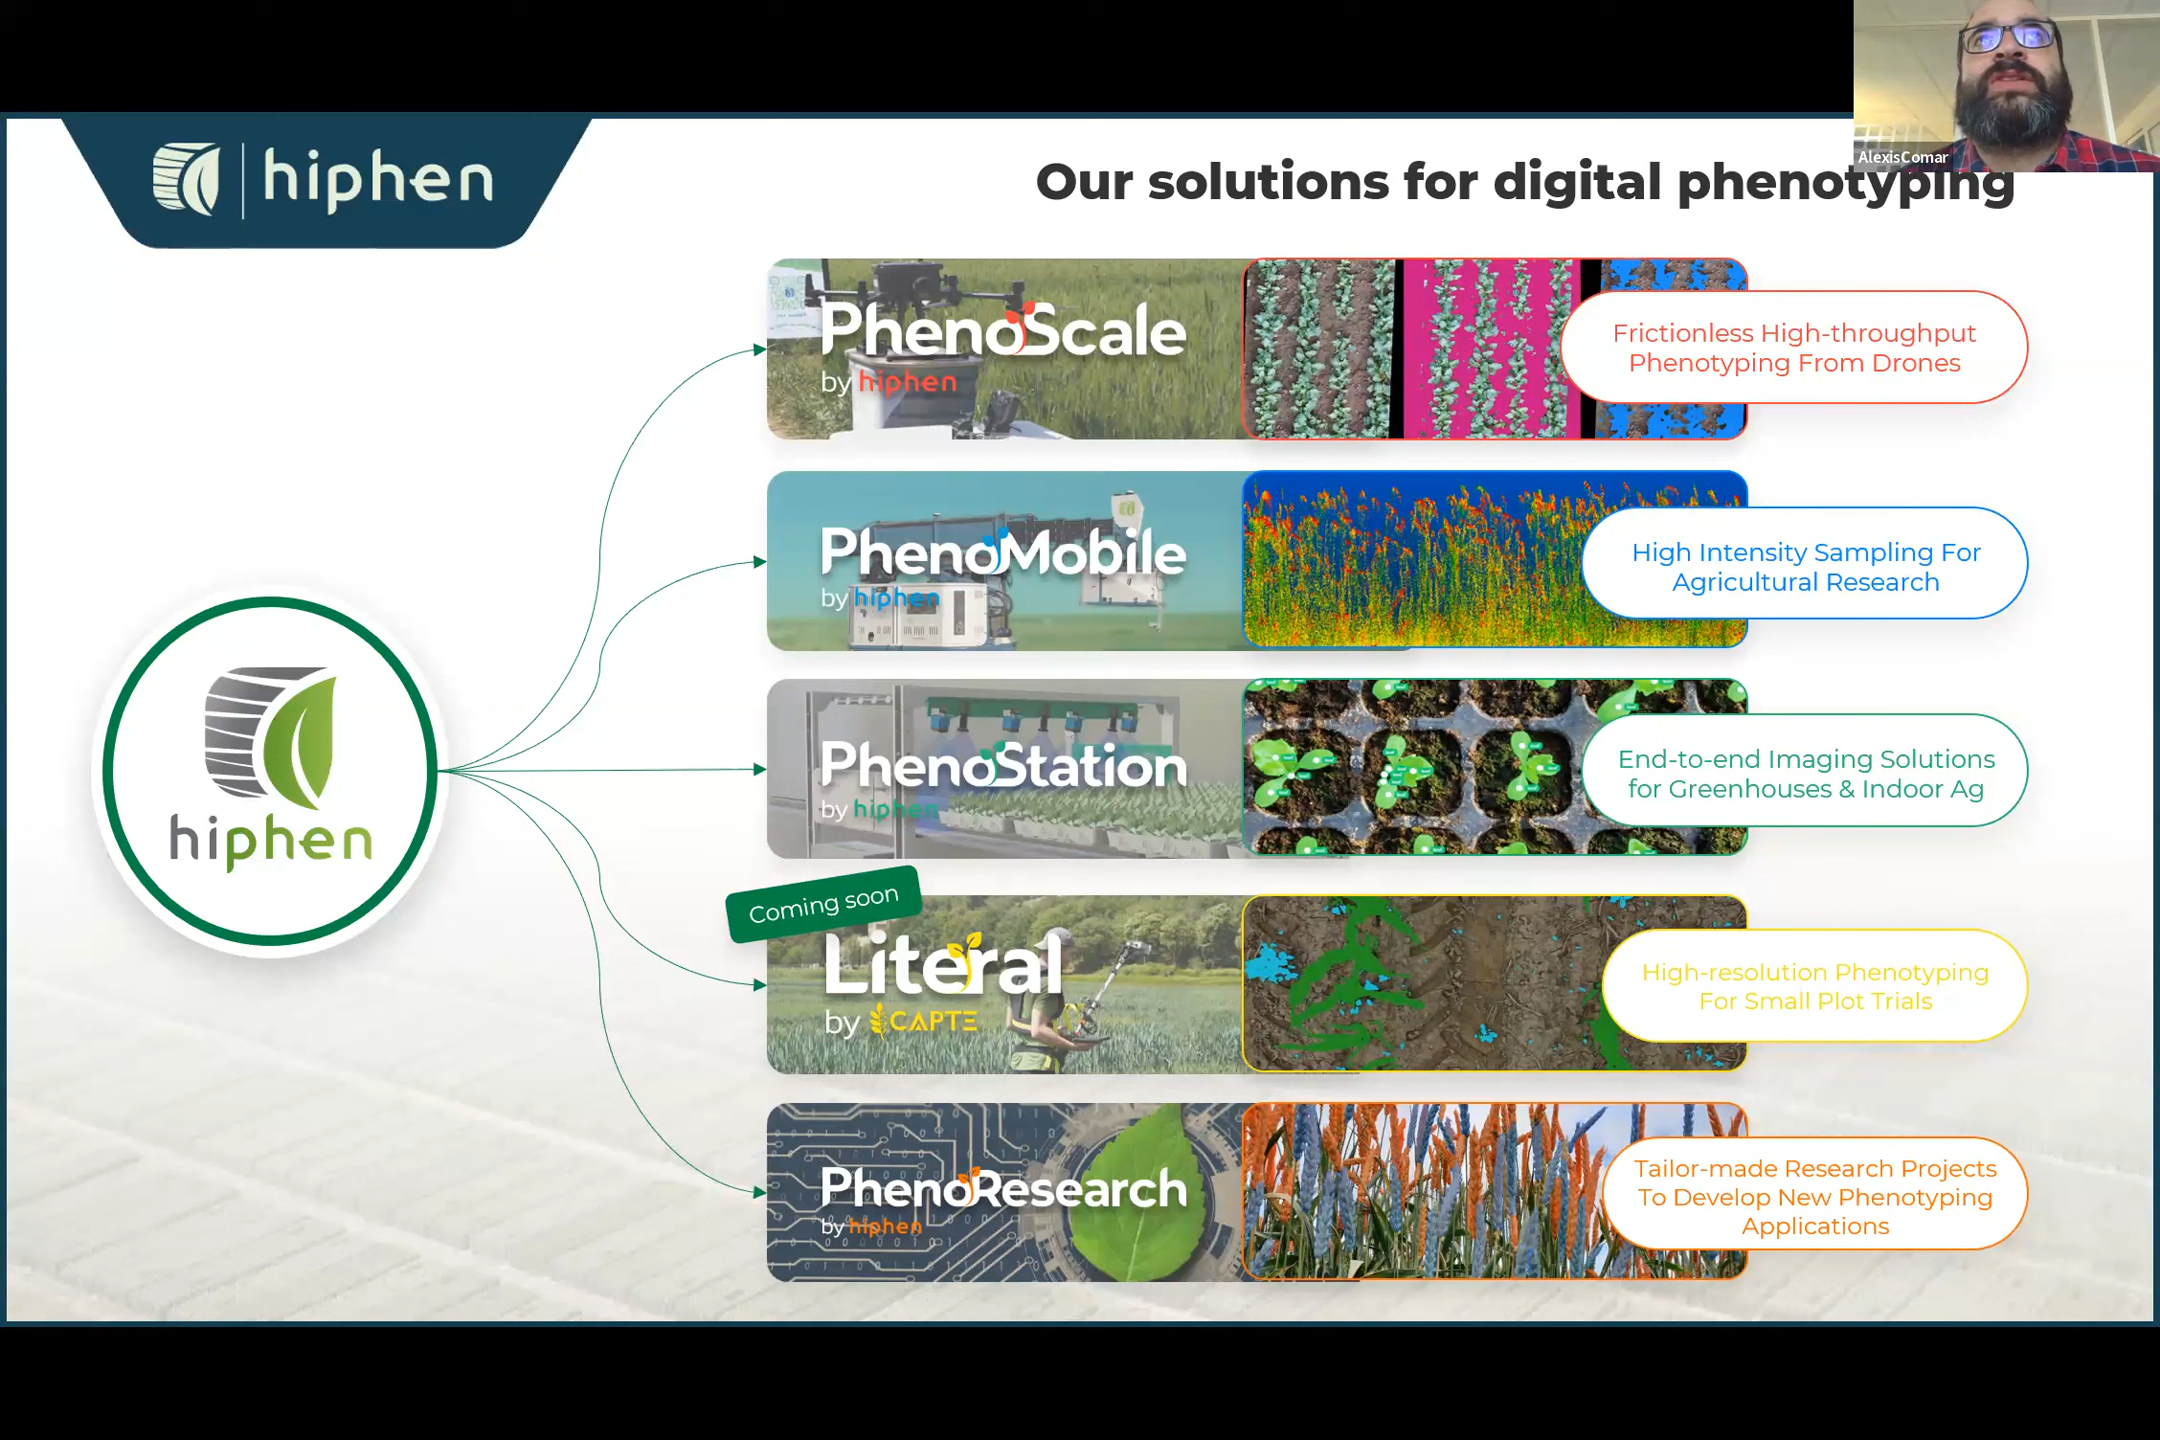 AlexisComar
hiphen
Our solutions for digital phenotyping
PhenoScale
by hiphen
Frictionless High-throughput
Phenotyping From Drones
PhenoMobile
by hiphen
High Intensity Sampling For
Agricultural Research
PhenoStation
by hiphen
End-to-end Imaging Solutions
for Greenhouses & Indoor Ag
hiphen
Coming soon
Literal
by CAPTE
High-resolution Phenotyping
For Small Plot Trials
PhenoResearch
by hiphen
Tailor-made Research Projects
To Develop New Phenotyping
Applications